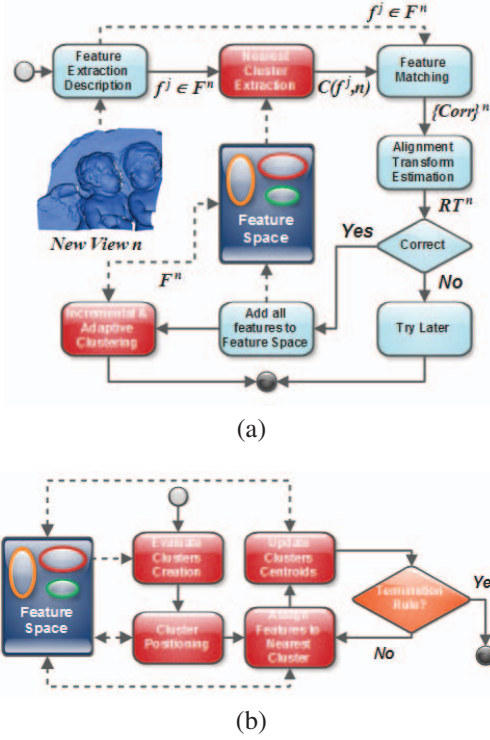 f^j ∈ F^n
Feature
Extraction
Description
f^j ∈ F^n
Nearest
Cluster
Extraction
C(f^j,n)
Feature
Matching
{Corr}^n
Alignment
Transform
Estimation
RT^n
New View n
Feature
Space
Yes
Correct
No
F^n
Incremental &
Adaptive
Clustering
Add all
features to
Feature Space
Try Later
(a)
Evaluate
Clusters
Creation
Update
Clusters
Centroids
Feature
Space
Termination
Rule?
Ye
Cluster
Positioning
Assign
Features to
Nearest
Cluster
No
(b)